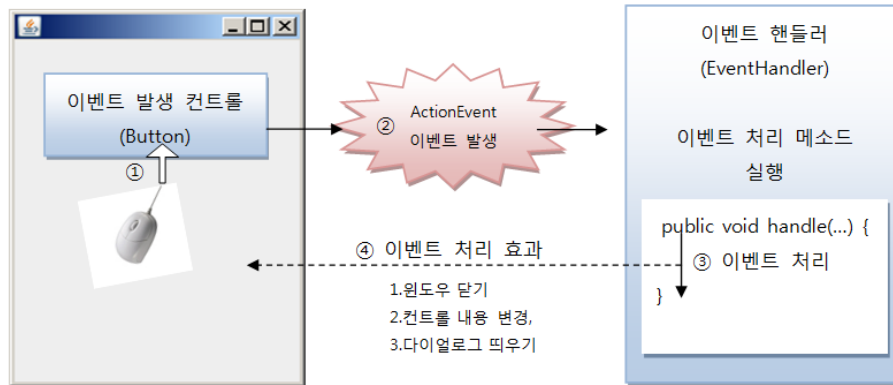 이벤트 발생 컨트롤
(Button)
①
② ActionEvent
이벤트 발생
이벤트 핸들러
(EventHandler)
이벤트 처리 메소드
실행
public void handle(...) {
③ 이벤트 처리
}
④ 이벤트 처리 효과
1.윈도우 닫기
2.컨트롤 내용 변경,
3.다이얼로그 띄우기